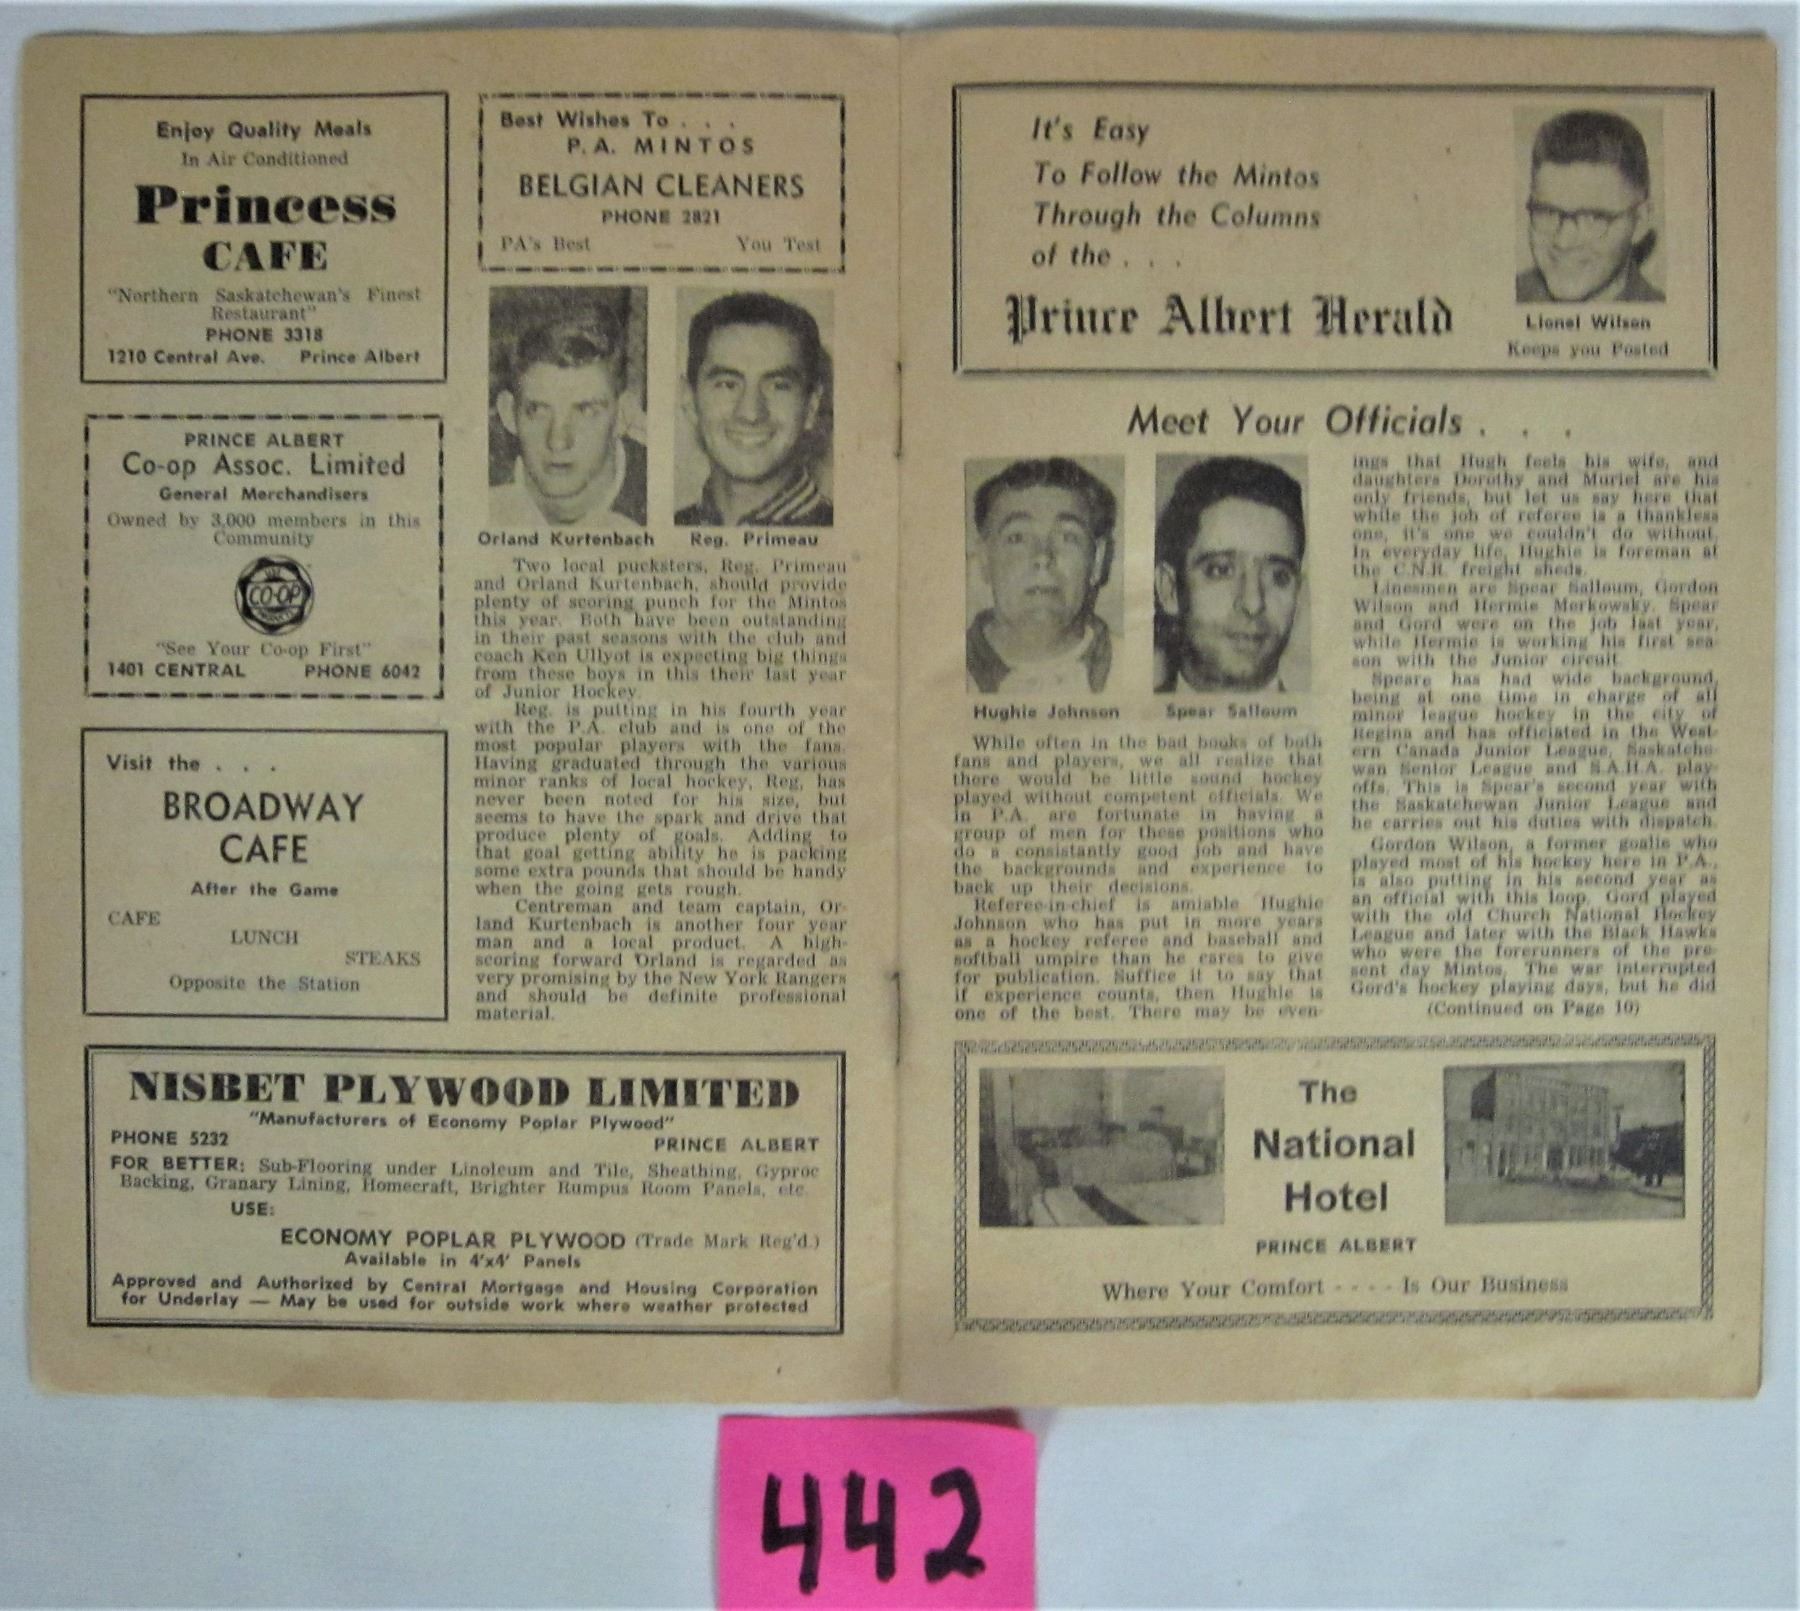 Enjoy Quality Meals
In Air Conditioned
Princess
CAFE
"Northern Saskatchewan's Finest
Restaurant"
PHONE 3318
1210 Central Ave. Prince Albert
PRINCE ALBERT
Co-op Assoc. Limited
General Merchandisers
Owned by 3,000 members in this
Community
CO-OP
"See Your Co-op First"
1401 CENTRAL PHONE 6042
Visit the . . .
BROADWAY
CAFE
After the Game
CAFE
LUNCH
STEAKS
Opposite the Station
Best Wishes To . . .
P. A. MINTOS
BELGIAN CLEANERS
PHONE 2821
PA's Best — You Test
Orland Kurtenbach Reg. Primeau
Two local pucksters, Reg. Primeau
and Orland Kurtenbach, should provide
plenty of scoring punch for the Mintos
this year. Both have been outstanding
in their past seasons with the club and
coach Ken Ullyot is expecting big things
from these boys in this their last year
of Junior Hockey.
Reg. is putting in his fourth year
with the P.A. club and is one of the
most popular players with the fans.
Having graduated through the various
minor ranks of local hockey, Reg, has
never been noted for his size, but
seems to have the spark and drive that
produce plenty of goals. Adding to
that goal getting ability he is packing
some extra pounds that should be handy
when the going gets rough.
Centreman and team captain, Or-
land Kurtenbach is another four year
man and a local product. A high-
scoring forward Orland is regarded as
very promising by the New York Rangers
and should be definite professional
material.
NISBET PLYWOOD LIMITED
"Manufacturers of Economy Poplar Plywood"
PHONE 5232 PRINCE ALBERT
FOR BETTER: Sub-Flooring under Linoleum and Tile, Sheathing, Gyproc
Backing, Granary Lining, Homecraft, Brighter Rumpus Room Panels, etc.
USE:
ECONOMY POPLAR PLYWOOD (Trade Mark Reg'd.)
Available in 4'x4' Panels
Approved and Authorized by Central Mortgage and Housing Corporation
for Underlay — May be used for outside work where weather protected
It's Easy
To Follow the Mintos
Through the Columns
of the . . .
Prince Albert Herald
Lionel Wilson
Keeps you Posted
Meet Your Officials . . .
Hughie Johnson Spear Salloum
While often in the bad books of both
fans and players, we all realize that
there would be little sound hockey
played without competent officials. We
in P.A. are fortunate in having a
group of men for these positions who
do a consistantly good job and have
the backgrounds and experience to
back up their decisions.
Referee-in-chief is amiable Hughie
Johnson who has put in more years
as a hockey referee and baseball and
softball umpire than he cares to give
for publication. Suffice it to say that
if experience counts, then Hughie is
one of the best. There may be even-
ings that Hugh feels his wife, and
daughters Dorothy and Muriel are his
only friends, but let us say here that
while the job of referee is a thankless
one, it's one we couldn't do without.
In everyday life, Hughie is foreman at
the C.N.R. freight sheds.
Linesmen are Spear Salloum, Gordon
Wilson and Hermie Merkowsky. Spear
and Gord were on the job last year,
while Hermie is working his first sea-
son with the Junior circuit.
Speare has had wide background,
being at one time in charge of all
minor league hockey in the city of
Regina and has officiated in the West-
ern Canada Junior League, Saskatche-
wan Senior League and S.A.H.A. play-
offs. This is Spear's second year with
the Saskatchewan Junior League and
he carries out his duties with dispatch.
Gordon Wilson, a former goalie who
played most of his hockey here in P.A.,
is also putting in his second year as
an official with this loop. Gord played
with the old Church National Hockey
League and later with the Black Hawks
who were the forerunners of the pre-
sent day Mintos. The war interrupted
Gord's hockey playing days, but he did
(Continued on Page 10)
The
National
Hotel
PRINCE ALBERT
Where Your Comfort - - - - Is Our Business
442